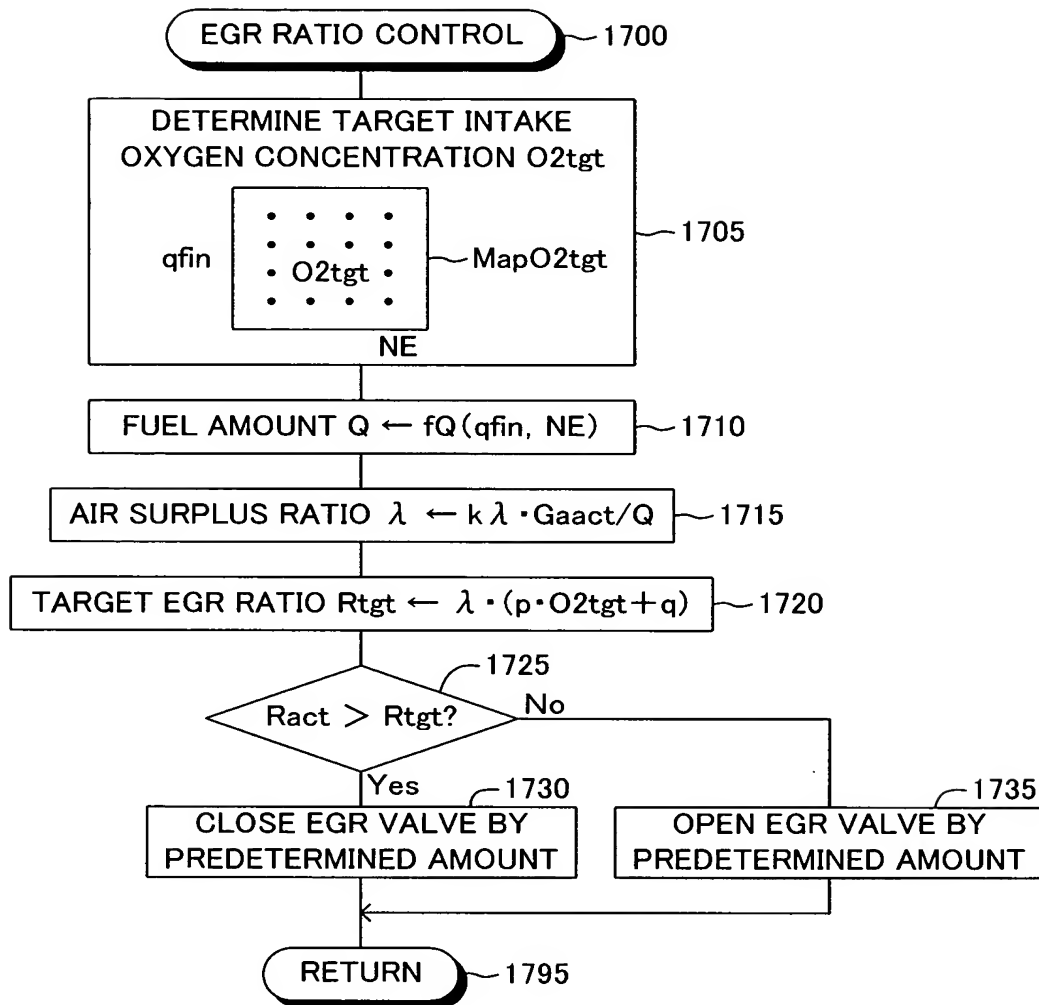 EGR RATIO CONTROL
1700
DETERMINE TARGET INTAKE
OXYGEN CONCENTRATION O2tgt
qfin
O2tgt
MapO2tgt
NE
1705
FUEL AMOUNT Q ← fQ(qfin, NE)
1710
AIR SURPLUS RATIO λ ← kλ·Gaact/Q
1715
TARGET EGR RATIO Rtgt ← λ·(p·O2tgt+q)
1720
1725
Ract > Rtgt?
No
Yes
1730
CLOSE EGR VALVE BY
PREDETERMINED AMOUNT
1735
OPEN EGR VALVE BY
PREDETERMINED AMOUNT
RETURN
1795